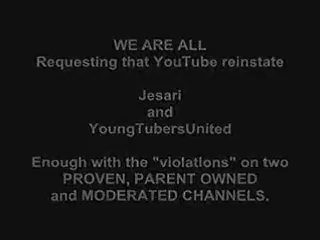 WE ARE ALL
Requesting that YouTube reinstate
Jesari
and
YoungTubersUnited
Enough with the "violations" on two
PROVEN, PARENT OWNED
and MODERATED CHANNELS.